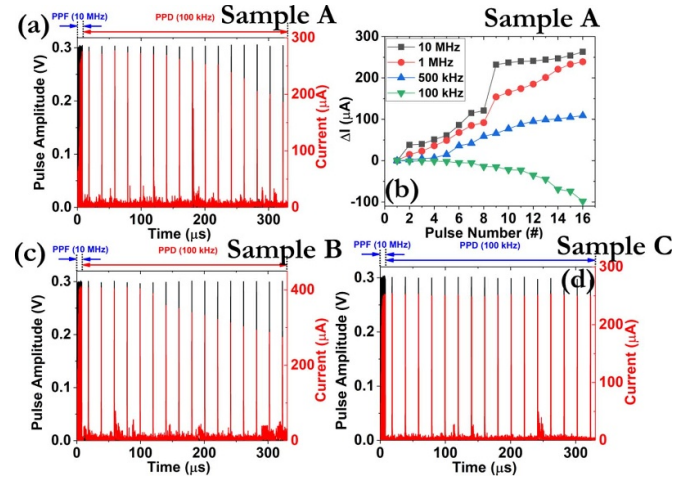 (a)
PPF (10 MHz)
PPD (100 kHz)
Sample A
0.3
0.2
0.1
0.0
Pulse Amplitude (V)
300
200
100
0
Current (μA)
0 100 200 300
Time (μs)
Sample A
10 MHz
1 MHz
500 kHz
100 kHz
300
200
100
0
-100
ΔI (μA)
(b)
0 2 4 6 8 10 12 14 16
Pulse Number (#)
(c)
PPF (10 MHz)
PPD (100 kHz)
Sample B
0.3
0.2
0.1
0.0
Pulse Amplitude (V)
400
200
0
Current (μA)
0 100 200 300
Time (μs)
PPF (10 MHz)
PPD (100 kHz)
Sample C
(d)
0.3
0.2
0.1
0.0
Pulse Amplitude (V)
300
200
100
0
Current (μA)
0 100 200 300
Time (μs)